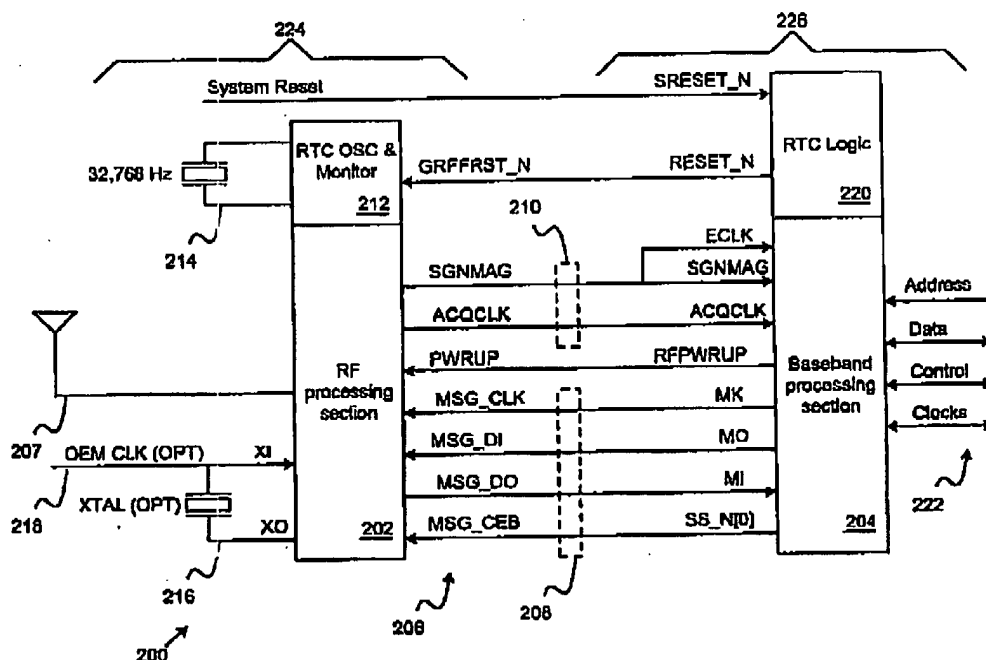 224
226
System Reset
SRESET_N
RTC OSC &
Monitor
212
32,768 Hz
214
GRFFRST_N
RESET_N
RTC Logic
220
210
ECLK
SGNMAG
SGNMAG
ACQCLK
ACQCLK
PWRUP
RFPWRUP
MSG_CLK
MK
MSG_DI
MO
MSG_DO
MI
MSG_CEB
SS_N[0]
RF
processing
section
202
Baseband
processing
section
204
Address
Data
Control
Clocks
222
207
OEM CLK (OPT)
XI
218
XTAL (OPT)
XO
216
206
208
200